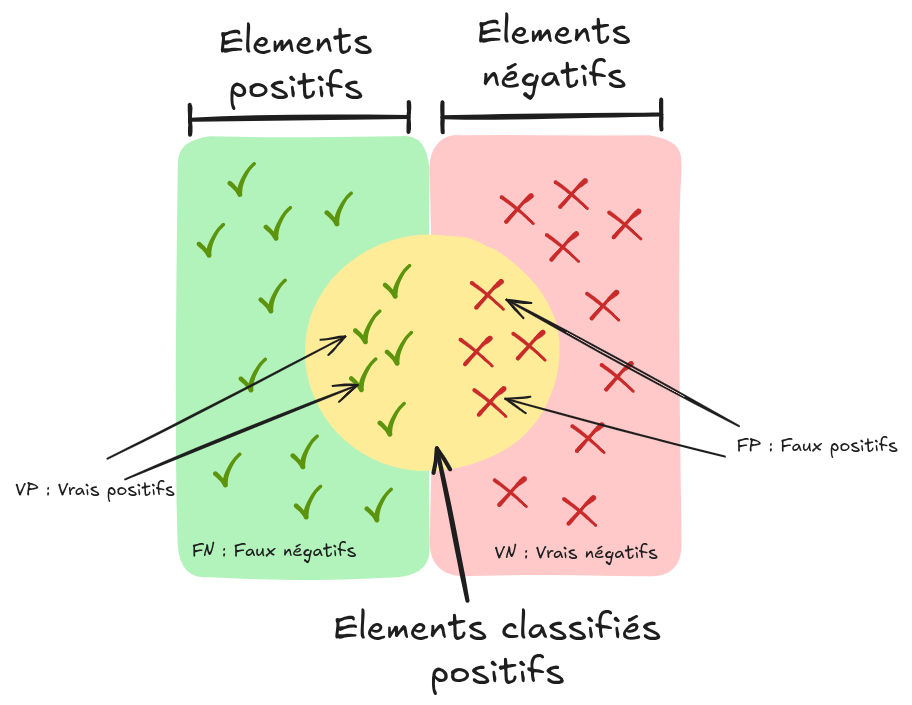 Elements
positifs
Elements
négatifs
FP : Faux positifs
VP : Vrais positifs
FN : Faux négatifs
VN : Vrais négatifs
Elements classifiés
positifs